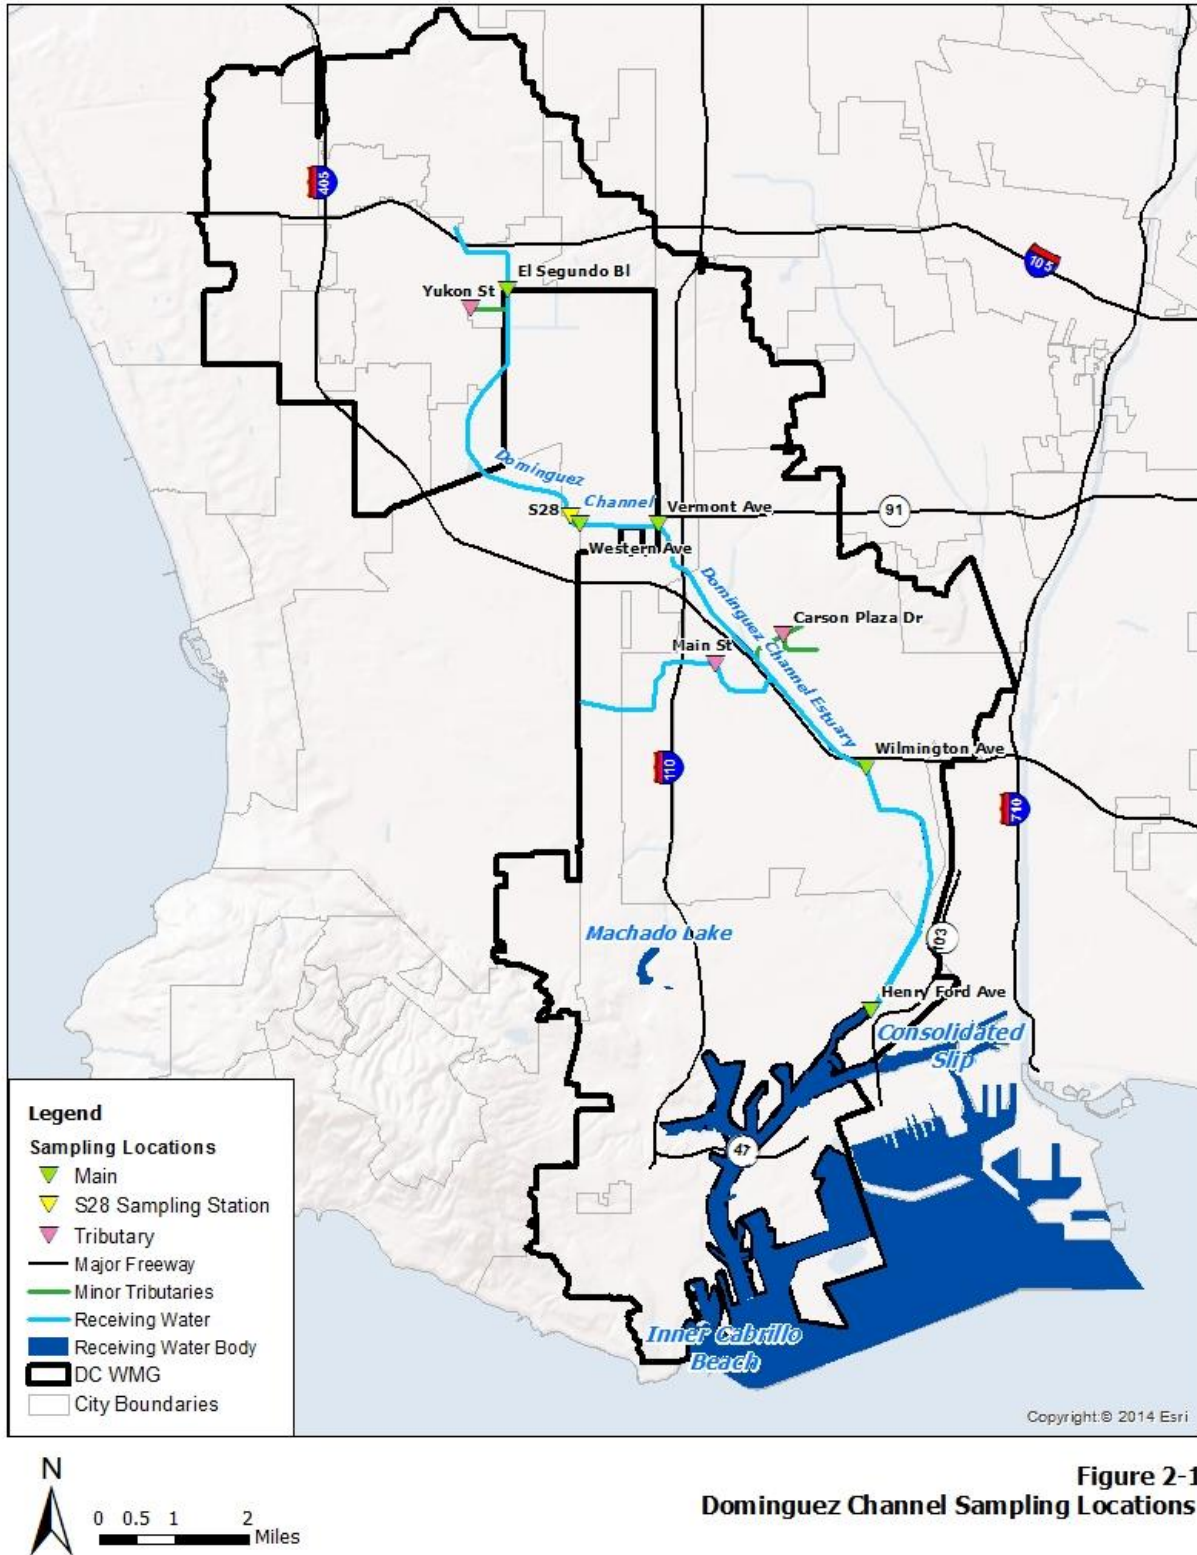 405
105
El Segundo Bl
Yukon St
Dominguez
Channel
S28
Vermont Ave
91
Western Ave
Dominguez Channel Estuary
Carson Plaza Dr
Main St
Wilmington Ave
110
710
Machado Lake
103
Henry Ford Ave
Consolidated
Slip
47
Inner Cabrillo
Beach
Legend
Sampling Locations
Main
S28 Sampling Station
Tributary
Major Freeway
Minor Tributaries
Receiving Water
Receiving Water Body
DC WMG
City Boundaries
Copyright:© 2014 Esri
N
0 0.5 1 2
Miles
Figure 2-1
Dominguez Channel Sampling Locations